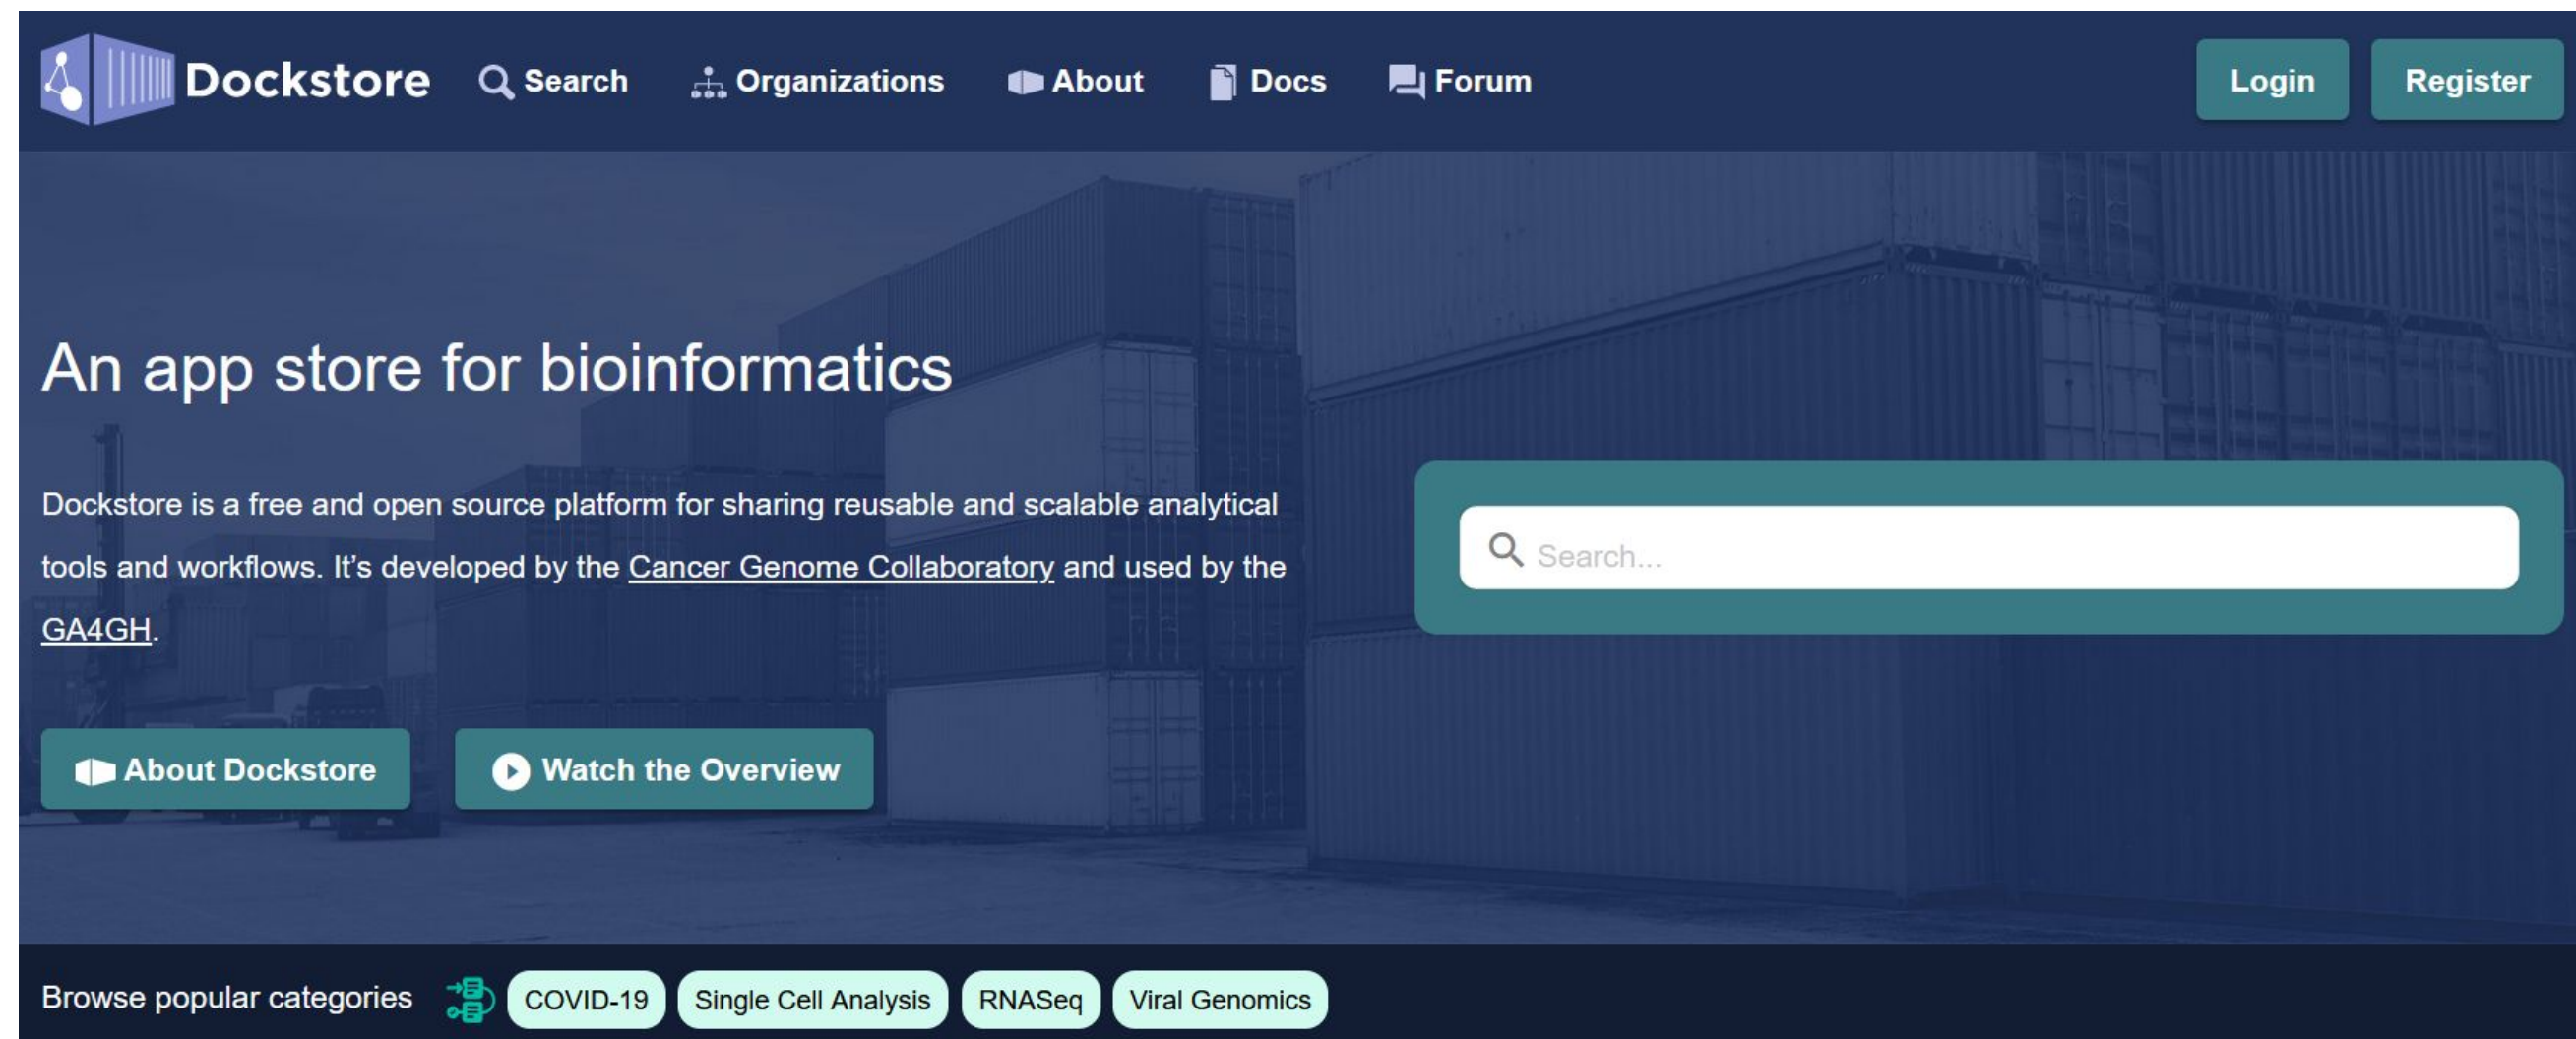 Dockstore Search Organizations About Docs Forum Login Register
An app store for bioinformatics
Dockstore is a free and open source platform for sharing reusable and scalable analytical
tools and workflows. It’s developed by the Cancer Genome Collaboratory and used by the
GA4GH.
Search...
About Dockstore Watch the Overview
Browse popular categories COVID-19 Single Cell Analysis RNASeq Viral Genomics